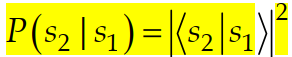 P(s₂ | s₁) = |⟨s₂|s₁⟩|²